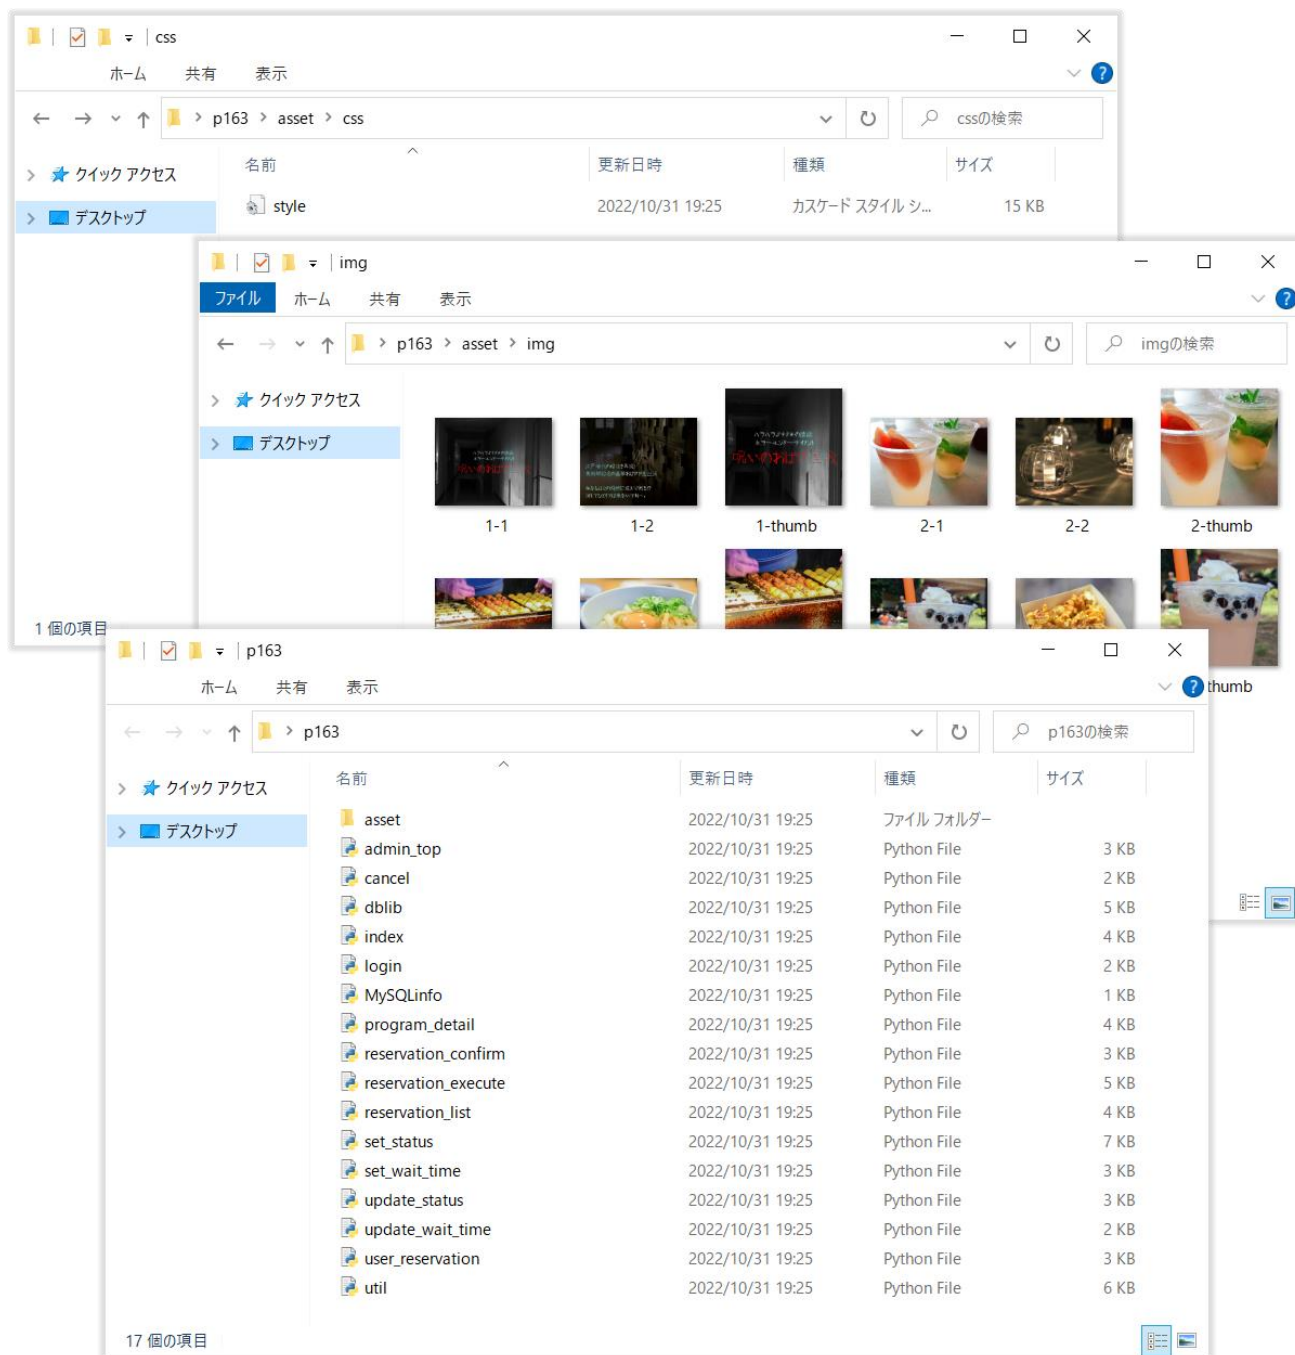 css
ホーム 共有 表示
p163 asset css
cssの検索
名前 更新日時 種類 サイズ
クイック アクセス
style 2022/10/31 19:25 カスケード スタイル シ... 15 KB
デスクトップ
1 個の項目
img
ファイル ホーム 共有 表示
p163 asset img
imgの検索
クイック アクセス
デスクトップ
1-1 1-2 1-thumb 2-1 2-2 2-thumb
thumb
p163
ホーム 共有 表示
p163
p163の検索
名前 更新日時 種類 サイズ
クイック アクセス
デスクトップ
asset 2022/10/31 19:25 ファイル フォルダー
admin_top 2022/10/31 19:25 Python File 3 KB
cancel 2022/10/31 19:25 Python File 2 KB
dblib 2022/10/31 19:25 Python File 5 KB
index 2022/10/31 19:25 Python File 4 KB
login 2022/10/31 19:25 Python File 2 KB
MySQLinfo 2022/10/31 19:25 Python File 1 KB
program_detail 2022/10/31 19:25 Python File 4 KB
reservation_confirm 2022/10/31 19:25 Python File 3 KB
reservation_execute 2022/10/31 19:25 Python File 5 KB
reservation_list 2022/10/31 19:25 Python File 4 KB
set_status 2022/10/31 19:25 Python File 7 KB
set_wait_time 2022/10/31 19:25 Python File 3 KB
update_status 2022/10/31 19:25 Python File 3 KB
update_wait_time 2022/10/31 19:25 Python File 2 KB
user_reservation 2022/10/31 19:25 Python File 3 KB
util 2022/10/31 19:25 Python File 6 KB
17 個の項目